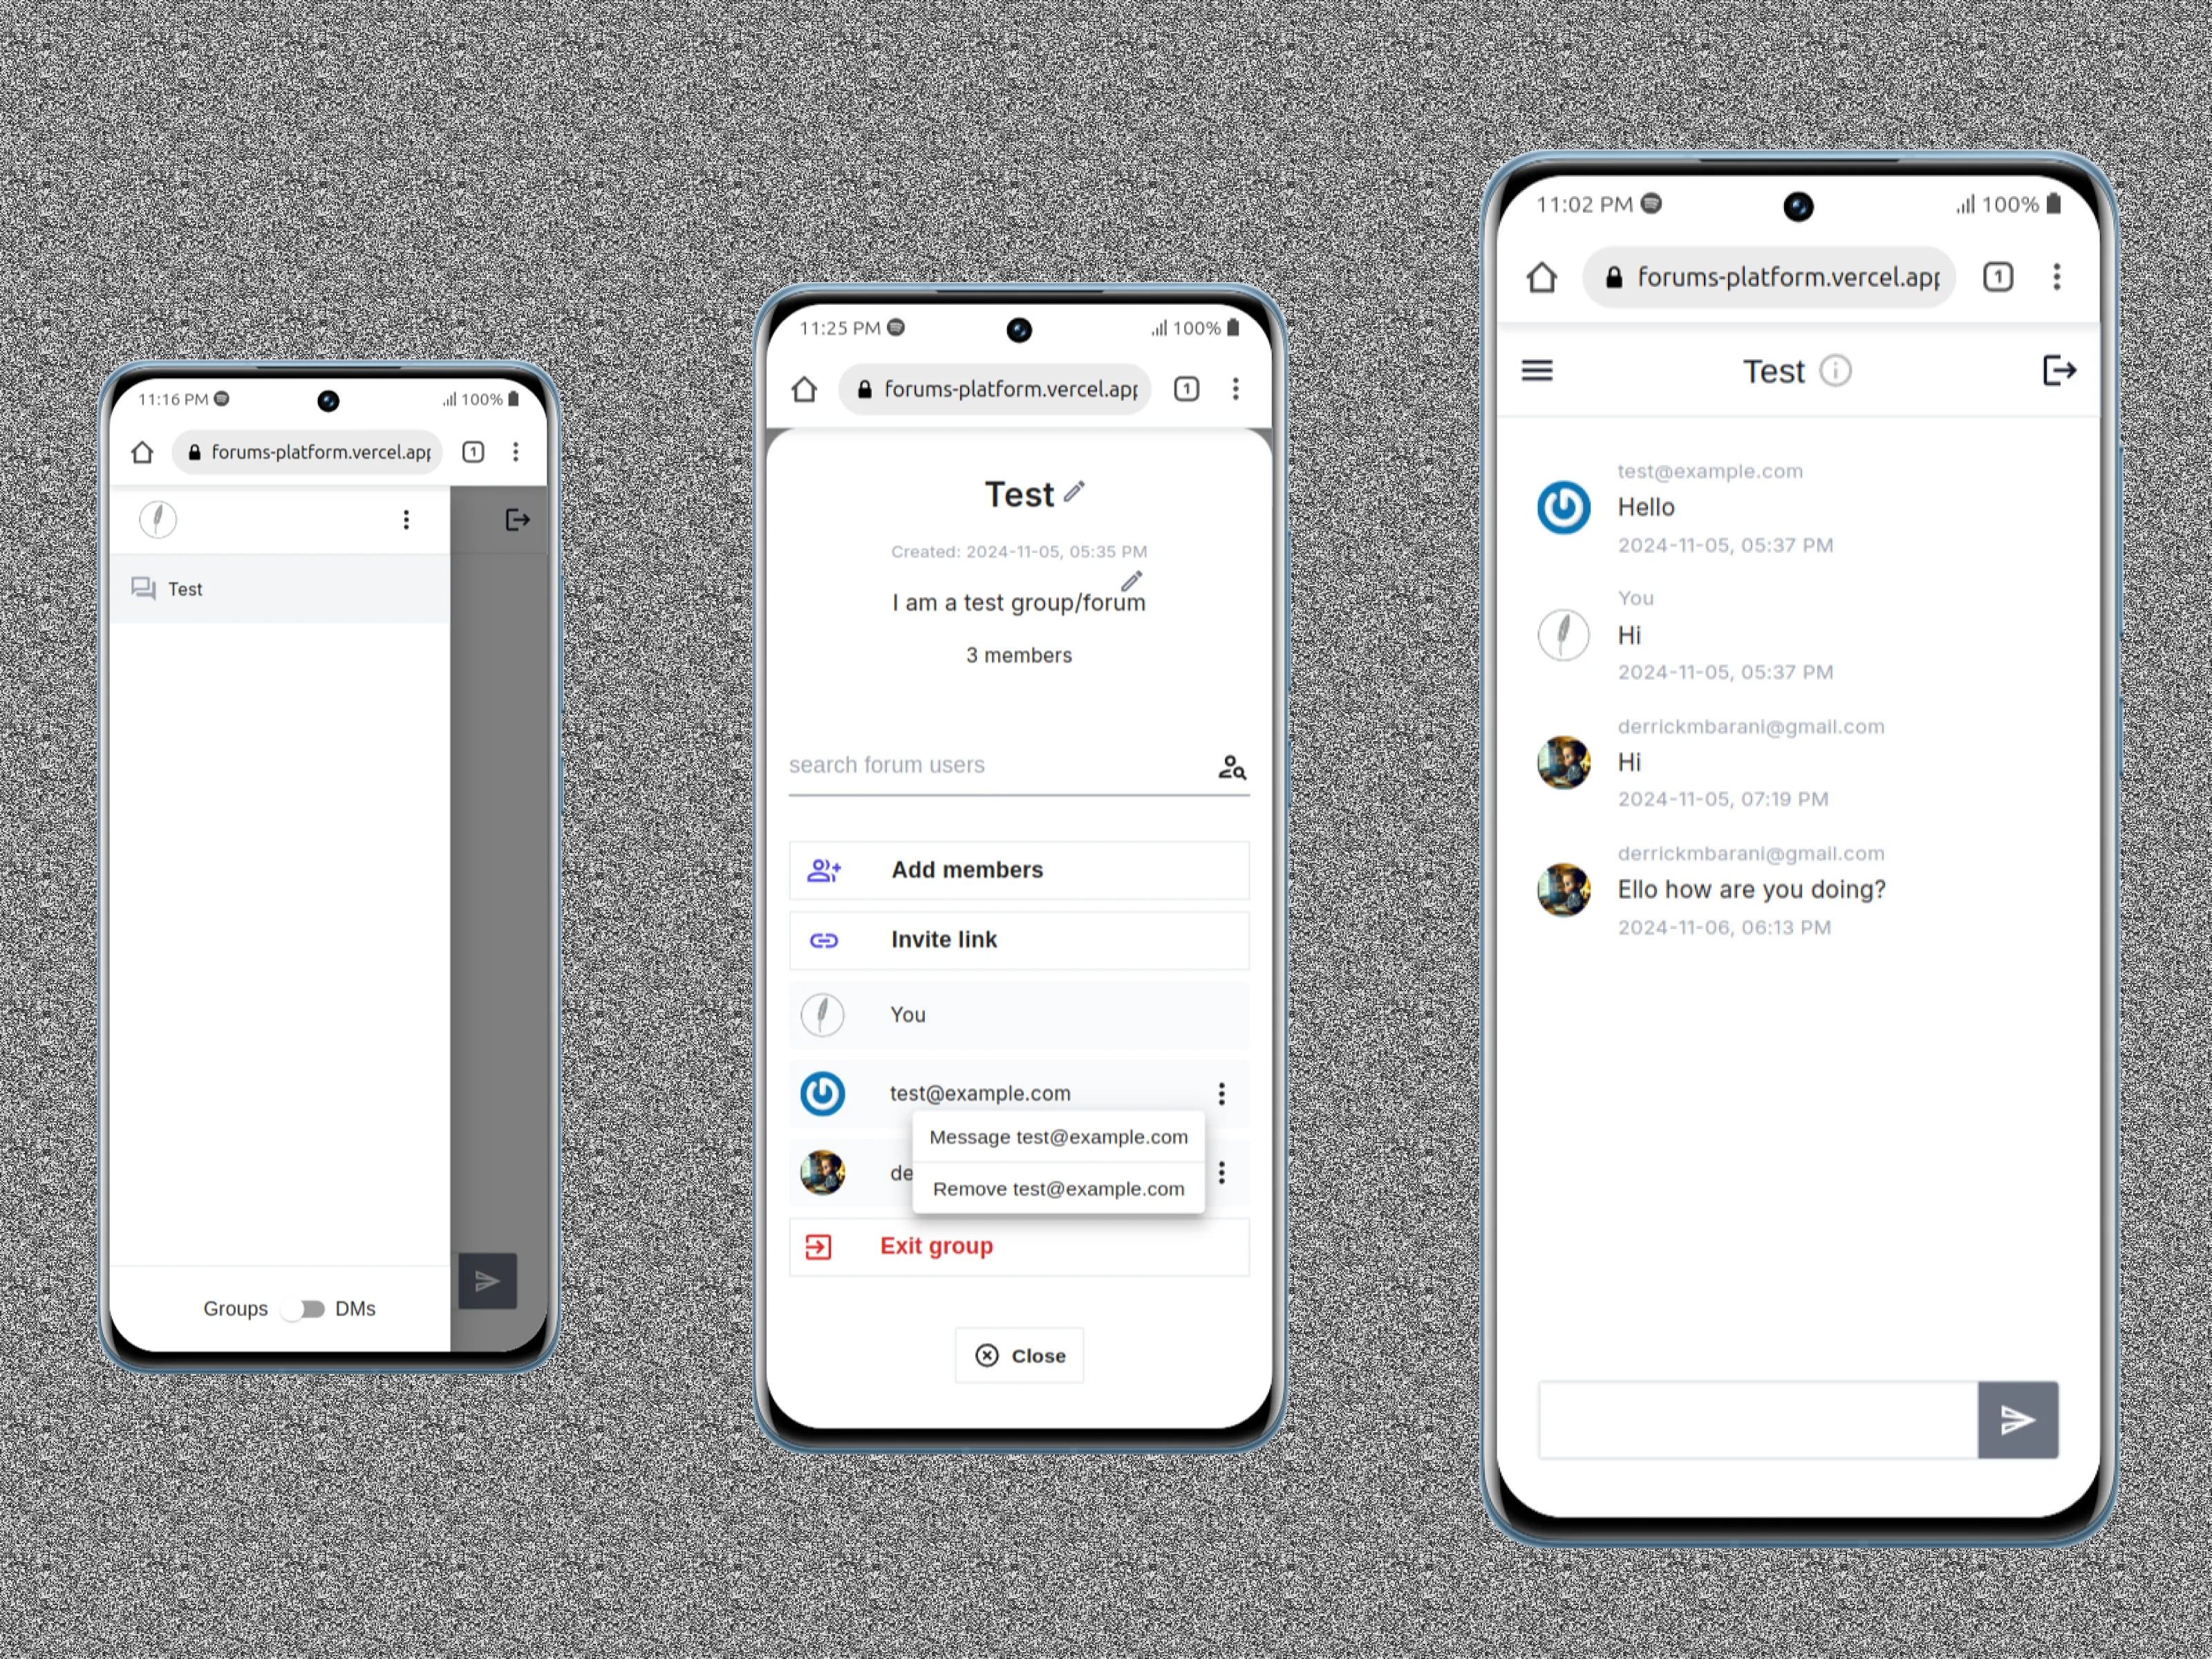 11:16 PM 100%
forums-platform.vercel.app
1
Test
Groups DMs
11:25 PM 100%
forums-platform.vercel.app
1
Test
Created: 2024-11-05, 05:35 PM
I am a test group/forum
3 members
search forum users
Add members
Invite link
You
test@example.com
Message test@example.com
de
Remove test@example.com
Exit group
Close
11:02 PM 100%
forums-platform.vercel.app
1
Test
test@example.com
Hello
2024-11-05, 05:37 PM
You
Hi
2024-11-05, 05:37 PM
derrickmbarani@gmail.com
Hi
2024-11-05, 07:19 PM
derrickmbarani@gmail.com
Ello how are you doing?
2024-11-06, 06:13 PM